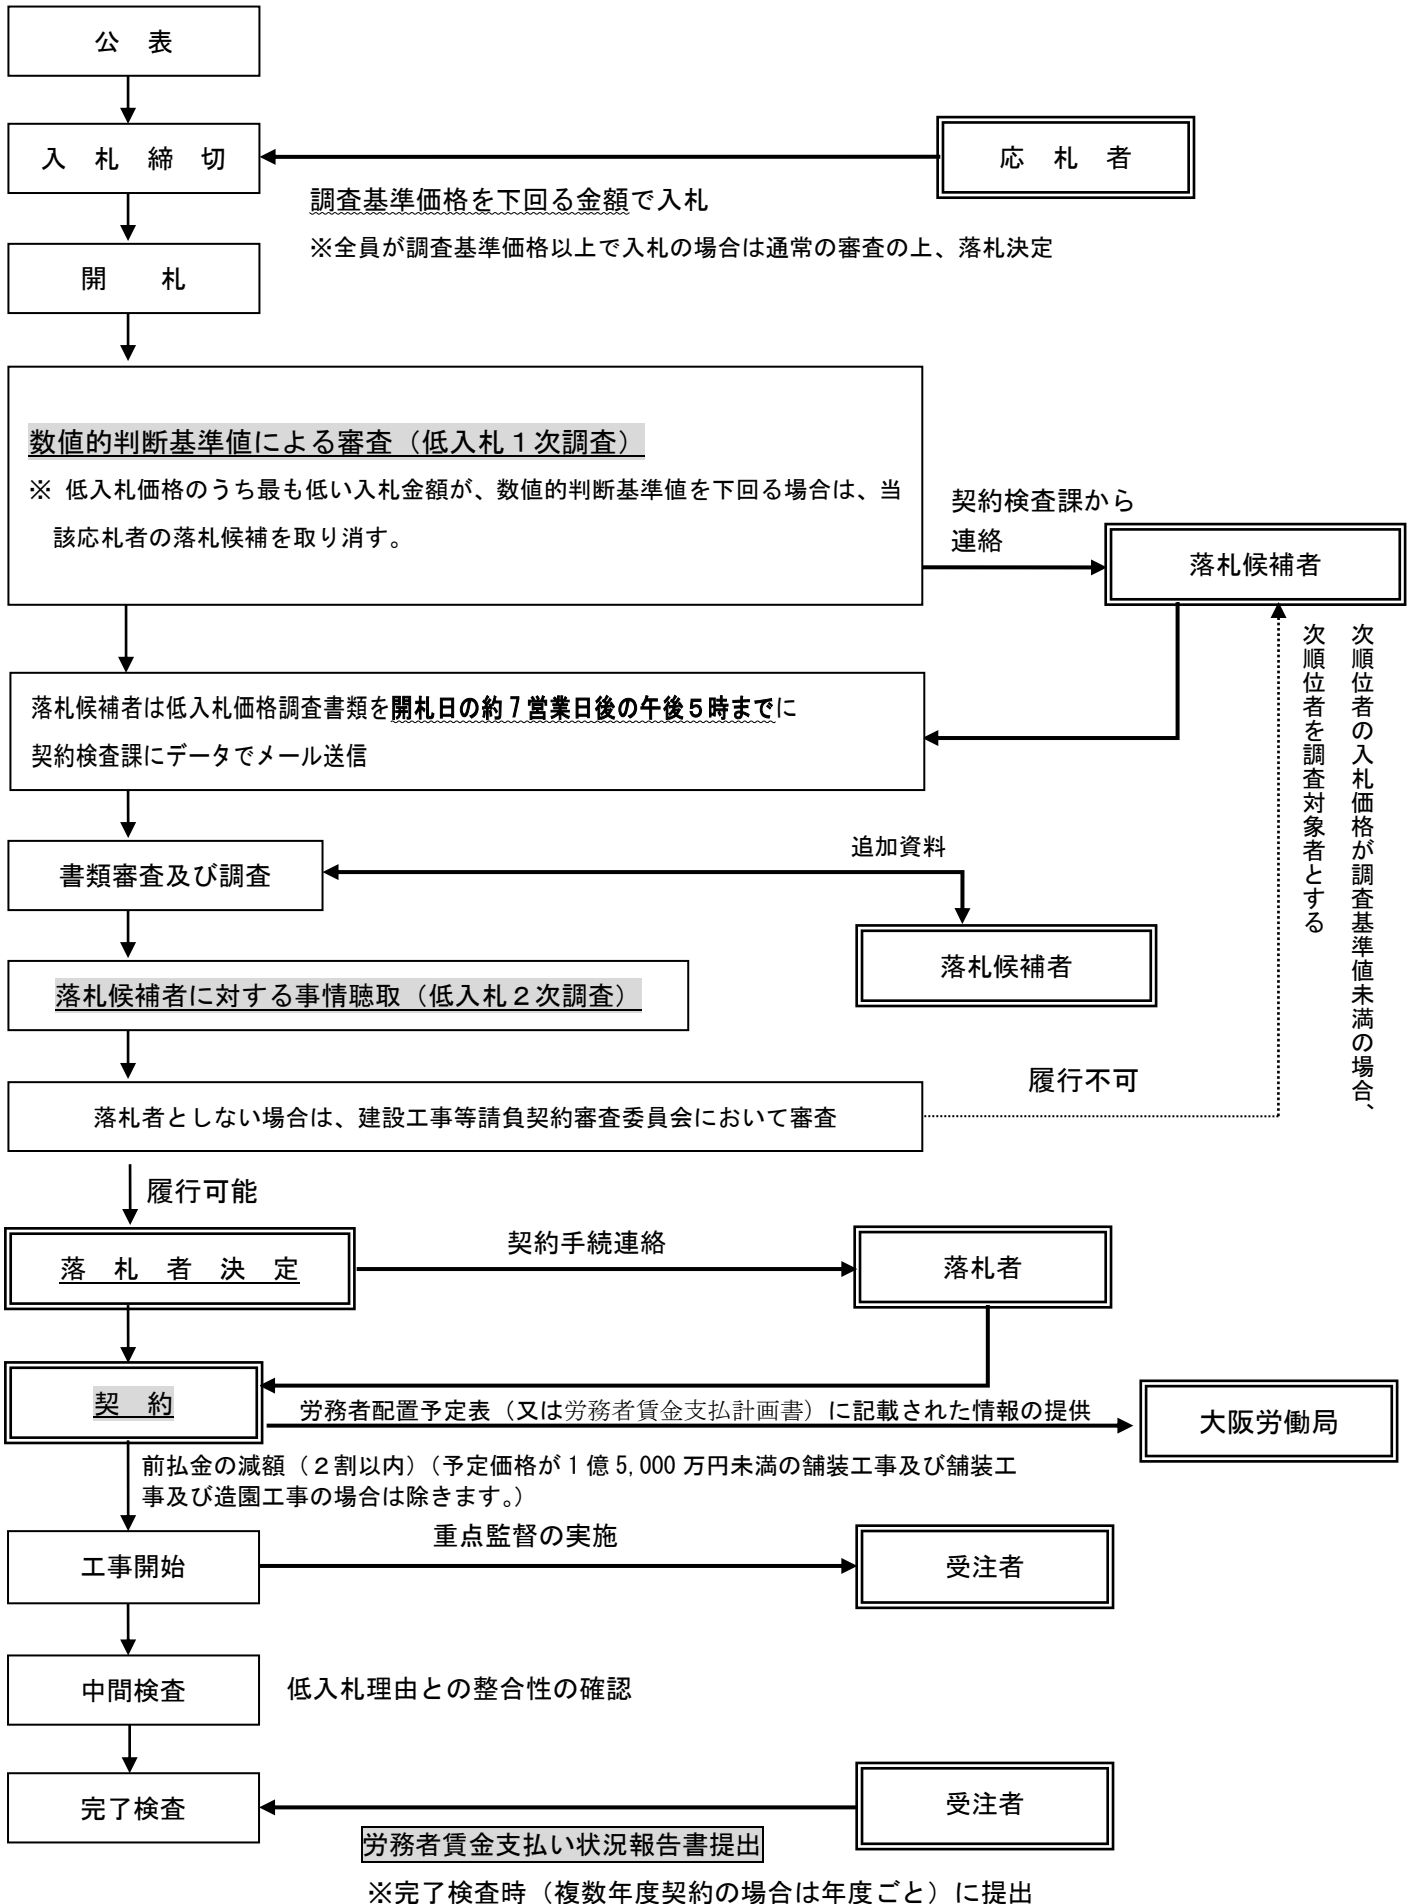 公　表
入　札　締　切
応　札　者
調査基準価格を下回る金額で入札
※全員が調査基準価格以上で入札の場合は通常の審査の上、落札決定
開　　札
数値的判断基準値による審査（低入札１次調査）
※ 低入札価格のうち最も低い入札金額が、数値的判断基準値を下回る場合は、当
該応札者の落札候補を取り消す。
契約検査課から
連絡
落札候補者
次順位者の入札価格が調査基準値未満の場合、
次順位者を調査対象者とする
落札候補者は低入札価格調査書類を開札日の約７営業日後の午後５時までに
契約検査課にデータでメール送信
書類審査及び調査
追加資料
落札候補者
落札候補者に対する事情聴取（低入札２次調査）
履行不可
落札者としない場合は、建設工事等請負契約審査委員会において審査
履行可能
落　札　者　決　定
契約手続連絡
落札者
契　約
労務者配置予定表（又は労務者賃金支払計画書）に記載された情報の提供
大阪労働局
前払金の減額（２割以内）（予定価格が１億5,000万円未満の舗装工事及び舗装工
事及び造園工事の場合は除きます。）
工事開始
重点監督の実施
受注者
中間検査
低入札理由との整合性の確認
完了検査
受注者
労務者賃金支払い状況報告書提出
※完了検査時（複数年度契約の場合は年度ごと）に提出